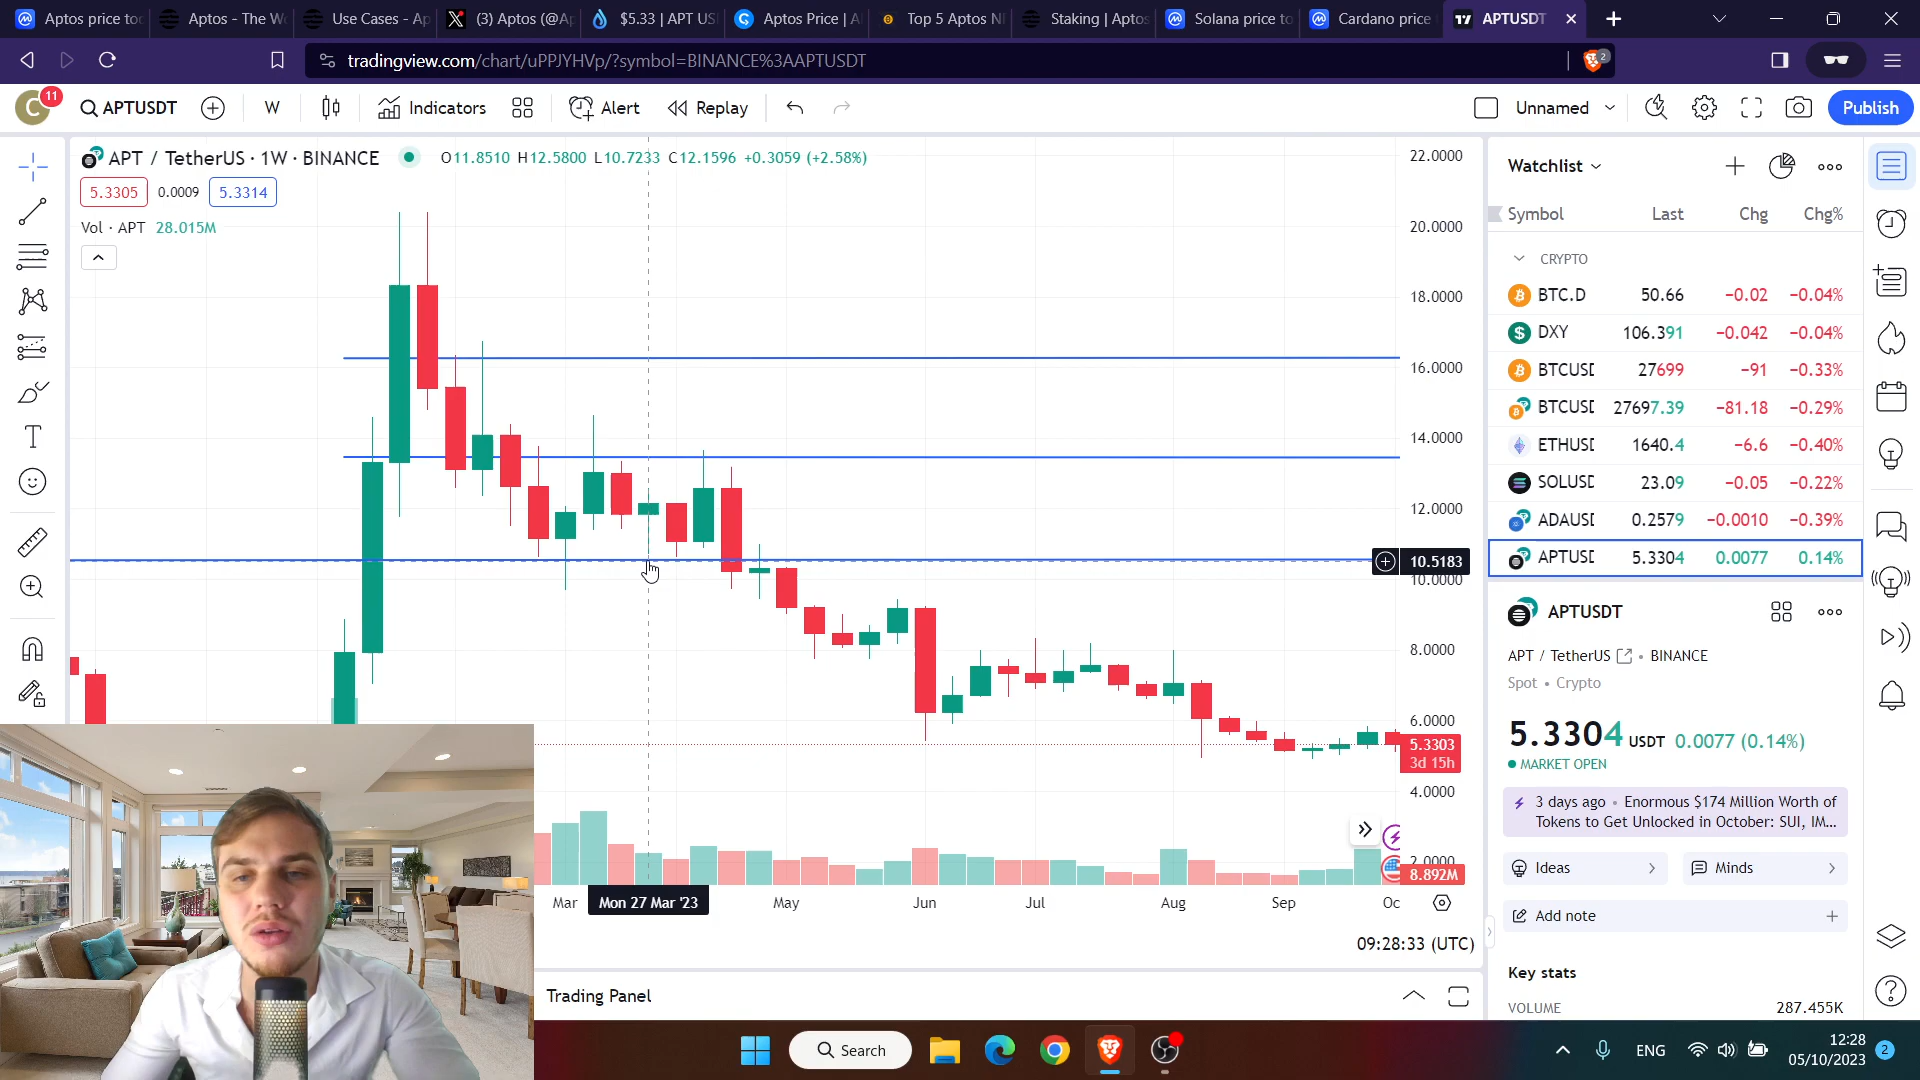 Aptos price to
Aptos - The W
Use Cases - Ap
(3) Aptos (@Ap
$5.33 | APT US
Aptos Price | A
Top 5 Aptos N
Staking | Aptos
Solana price to
Cardano price
APTUSDT
tradingview.com/chart/uPPJYHVp/?symbol=BINANCE%3AAPTUSDT
2
C
11
APTUSDT
W
Indicators
Alert
Replay
Unnamed
Publish
APT / TetherUS · 1W · BINANCE
O11.8510 H12.5800 L10.7233 C12.1596 +0.3059 (+2.58%)
5.3305
0.0009
5.3314
Vol · APT 28.015M
22.0000
20.0000
18.0000
16.0000
14.0000
12.0000
10.5183
10.0000
8.0000
6.0000
5.3303
3d 15h
4.0000
2.0000
8.892M
Mar
Mon 27 Mar '23
May
Jun
Jul
Aug
Sep
Oc
09:28:33 (UTC)
Trading Panel
Watchlist
Symbol Last Chg Chg%
CRYPTO
BTC.D 50.66 −0.02 −0.04%
DXY 106.391 −0.042 −0.04%
BTCUSD 27699 −91 −0.33%
BTCUSD 27697.39 −81.18 −0.29%
ETHUSD 1640.4 −6.6 −0.40%
SOLUSD 23.09 −0.05 −0.22%
ADAUSD 0.2579 −0.0010 −0.39%
APTUSD 5.3304 0.0077 0.14%
APTUSDT
APT / TetherUS • BINANCE
Spot • Crypto
5.3304 USDT 0.0077 (0.14%)
MARKET OPEN
3 days ago • Enormous $174 Million Worth of
Tokens to Get Unlocked in October: SUI, IM...
Ideas
Minds
Add note
Key stats
VOLUME 287.455K
Search
ENG
12:28
05/10/2023
2